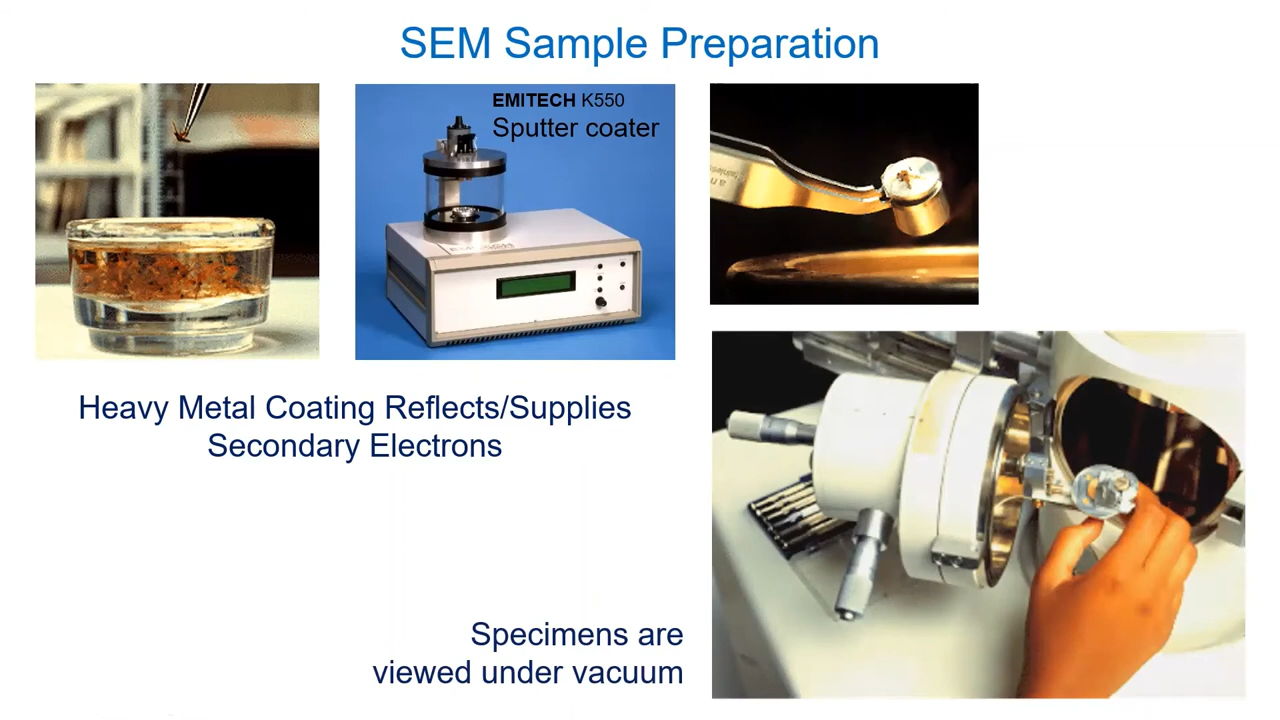 SEM Sample Preparation
EMITECH K550
Sputter coater
Heavy Metal Coating Reflects/Supplies
Secondary Electrons
Specimens are
viewed under vacuum